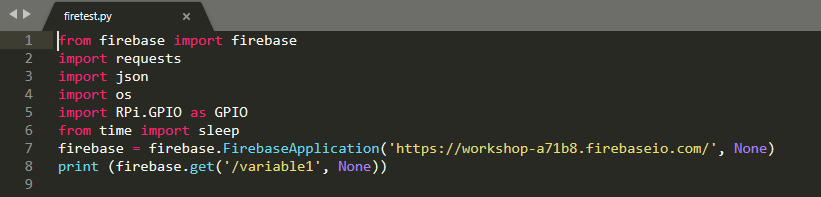 firetest.py
1 from firebase import firebase
2 import requests
3 import json
4 import os
5 import RPi.GPIO as GPIO
6 from time import sleep
7 firebase = firebase.FirebaseApplication('https://workshop-a71b8.firebaseio.com/', None)
8 print (firebase.get('/variable1', None))
9